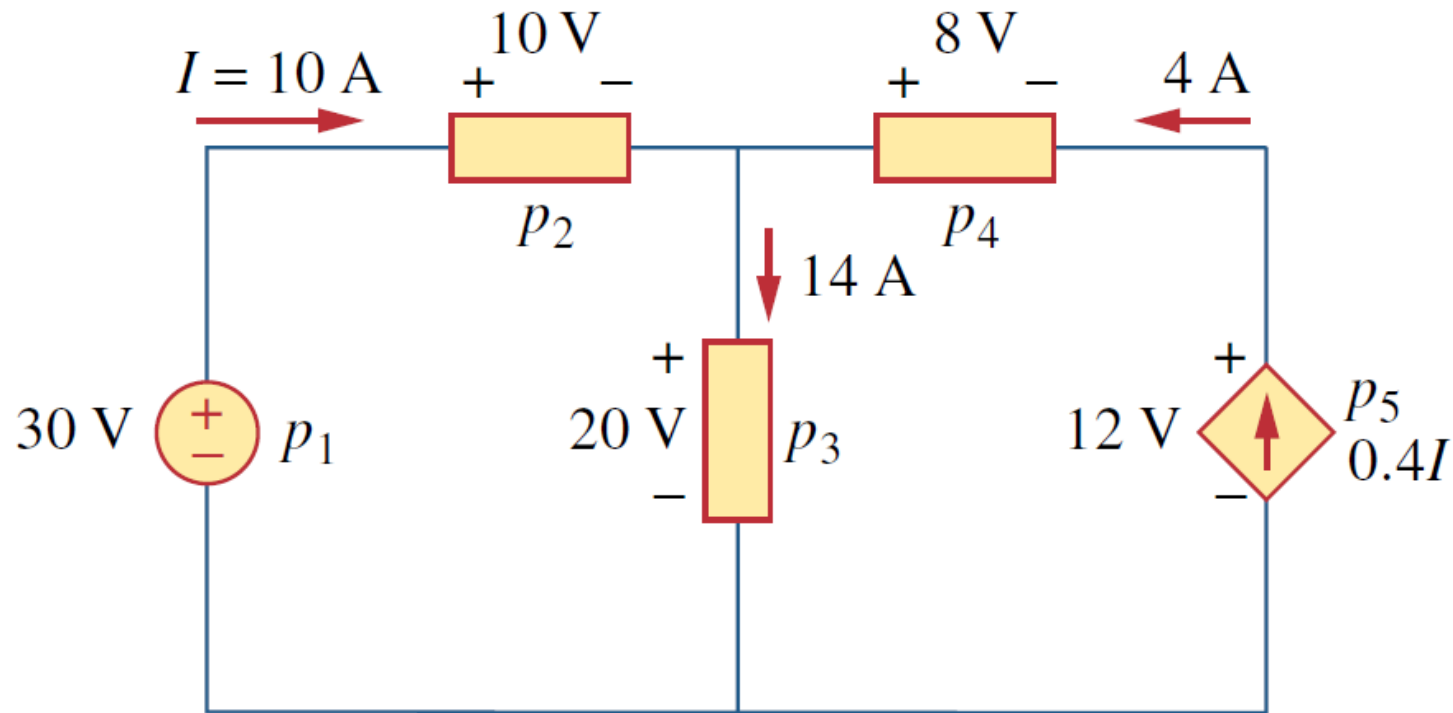 10 V
8 V
I = 10 A
+ −
+ −
4 A
p₂
p₄
14 A
+
+
30 V
+
−
p₁
20 V
p₃
12 V
p₅
0.4I
−
−